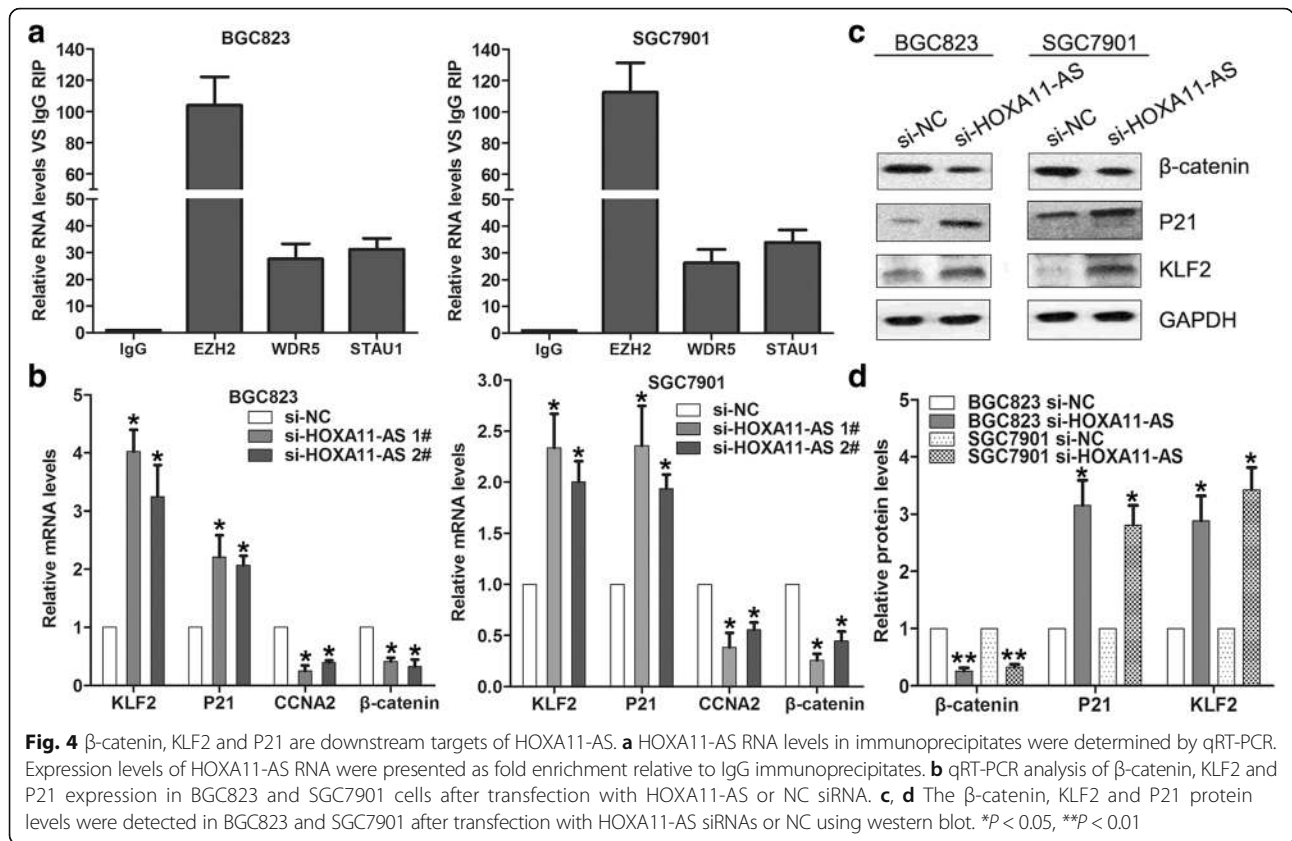 a
BGC823
Relative RNA levels VS IgG RIP
140
120
100
80
60
50
40
30
20
10
0
IgG EZH2 WDR5 STAU1
SGC7901
Relative RNA levels VS IgG RIP
140
120
100
80
60
50
40
30
20
10
0
IgG EZH2 WDR5 STAU1
b
BGC823
si-NC
si-HOXA11-AS 1#
si-HOXA11-AS 2#
Relative mRNA levels
5
4
3
2
1
0
* * * * * * * *
KLF2 P21 CCNA2 β-catenin
SGC7901
si-NC
si-HOXA11-AS 1#
si-HOXA11-AS 2#
Relative mRNA levels
3.0
2.5
2.0
1.5
1.0
0.5
0.0
* * * * * * * *
KLF2 P21 CCNA2 β-catenin
c
BGC823 SGC7901
si-NC si-HOXA11-AS si-NC si-HOXA11-AS
β-catenin
P21
KLF2
GAPDH
d
BGC823 si-NC
BGC823 si-HOXA11-AS
SGC7901 si-NC
SGC7901 si-HOXA11-AS
Relative protein levels
5
4
3
2
1
0
** ** * * * *
β-catenin P21 KLF2
Fig. 4 β-catenin, KLF2 and P21 are downstream targets of HOXA11-AS. a HOXA11-AS RNA levels in immunoprecipitates were determined by qRT-PCR.
Expression levels of HOXA11-AS RNA were presented as fold enrichment relative to IgG immunoprecipitates. b qRT-PCR analysis of β-catenin, KLF2 and
P21 expression in BGC823 and SGC7901 cells after transfection with HOXA11-AS or NC siRNA. c, d The β-catenin, KLF2 and P21 protein
levels were detected in BGC823 and SGC7901 after transfection with HOXA11-AS siRNAs or NC using western blot. *P < 0.05, **P < 0.01